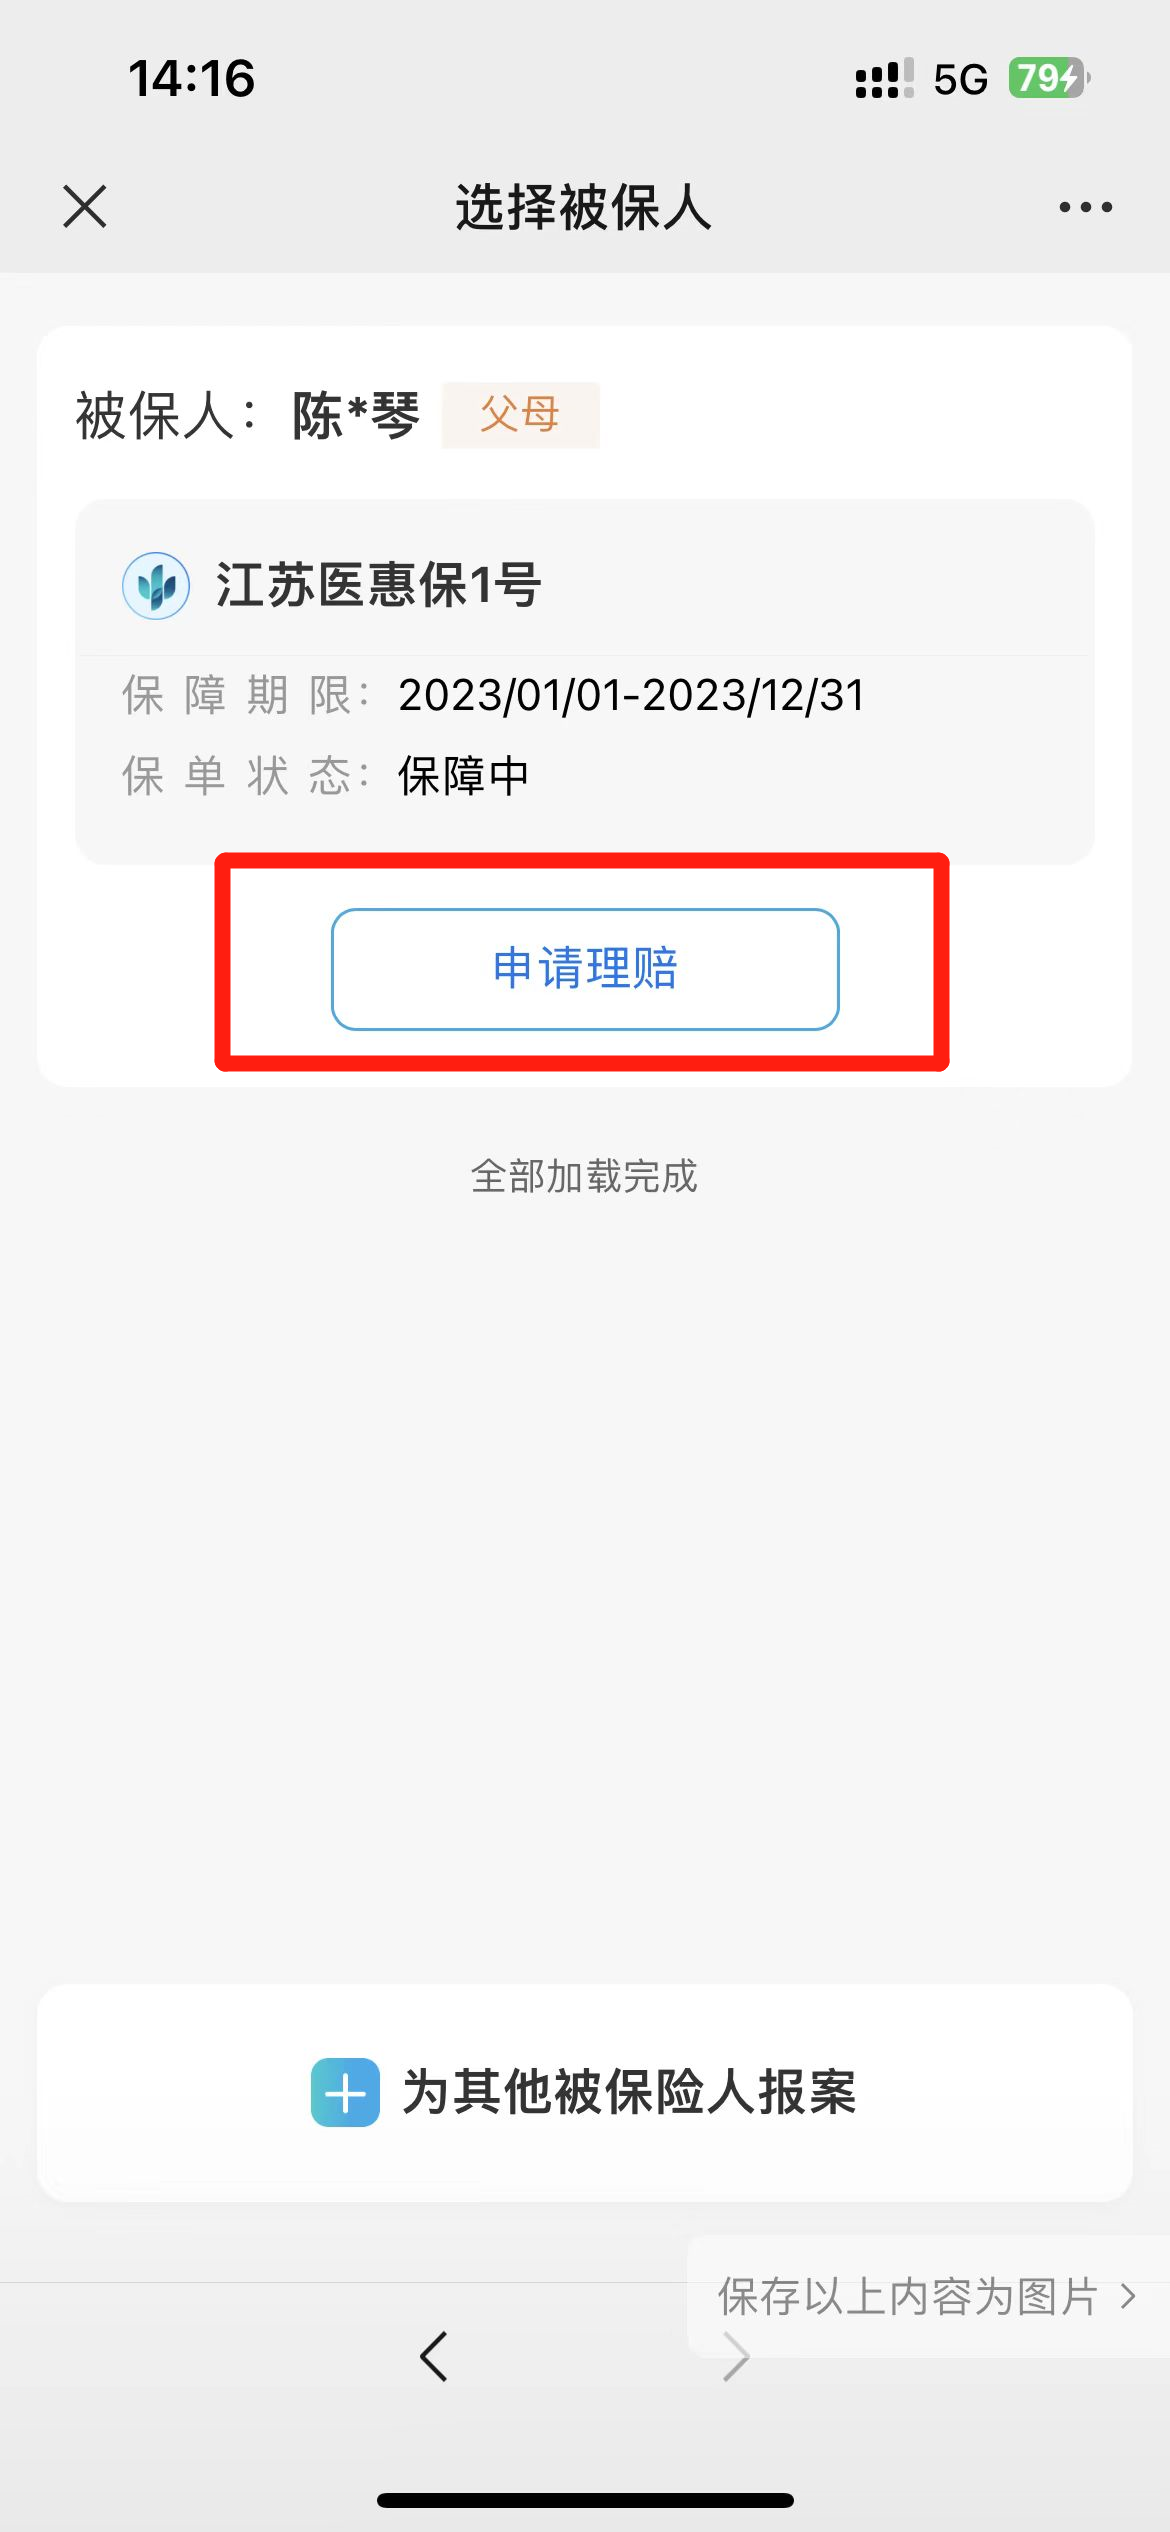 14:16 5G 79
选择被保人
被保人：陈*琴 父母
江苏医惠保1号
保障期限：2023/01/01-2023/12/31
保单状态：保障中
申请理赔
全部加载完成
为其他被保险人报案
保存以上内容为图片